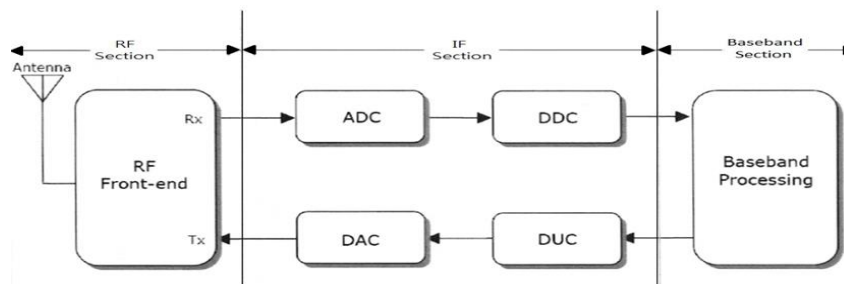 RF
Section
IF
Section
Baseband
Section
Antenna
Rx
ADC
DDC
RF
Front-end
Baseband
Processing
Tx
DAC
DUC